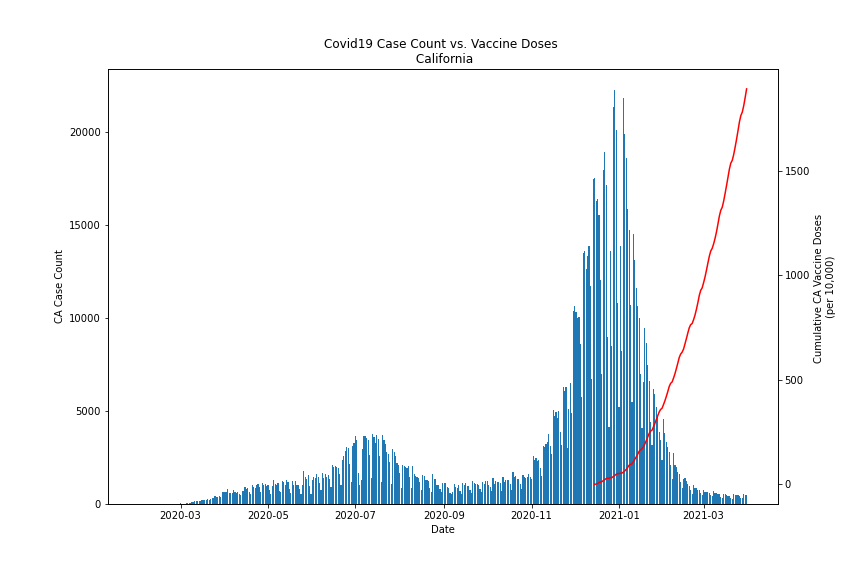 Covid19 Case Count vs. Vaccine Doses
California
CA Case Count
20000
15000
10000
5000
0
2020-03
2020-05
2020-07
2020-09
2020-11
2021-01
2021-03
Date
1500
1000
500
0
Cumulative CA Vaccine Doses
(per 10,000)